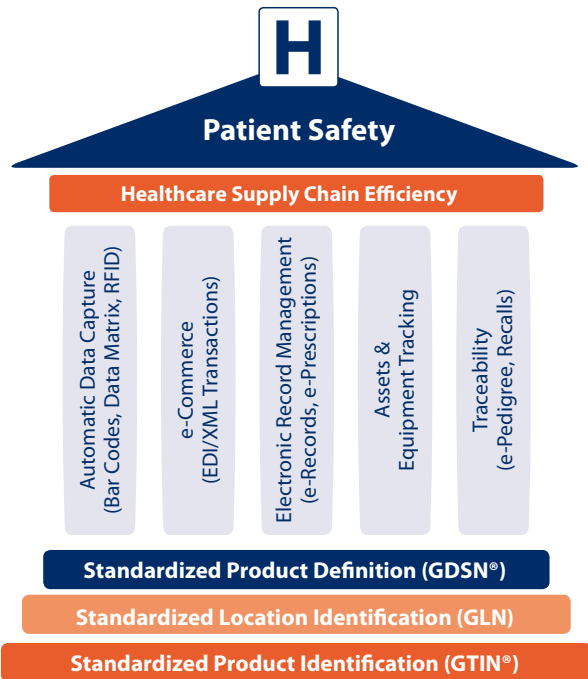 H
Patient Safety
Healthcare Supply Chain Efficiency
Automatic Data Capture
(Bar Codes, Data Matrix, RFID)
e-Commerce
(EDI/XML Transactions)
Electronic Record Management
(e-Records, e-Prescriptions)
Assets &
Equipment Tracking
Traceability
(e-Pedigree, Recalls)
Standardized Product Definition (GDSN®)
Standardized Location Identification (GLN)
Standardized Product Identification (GTIN®)